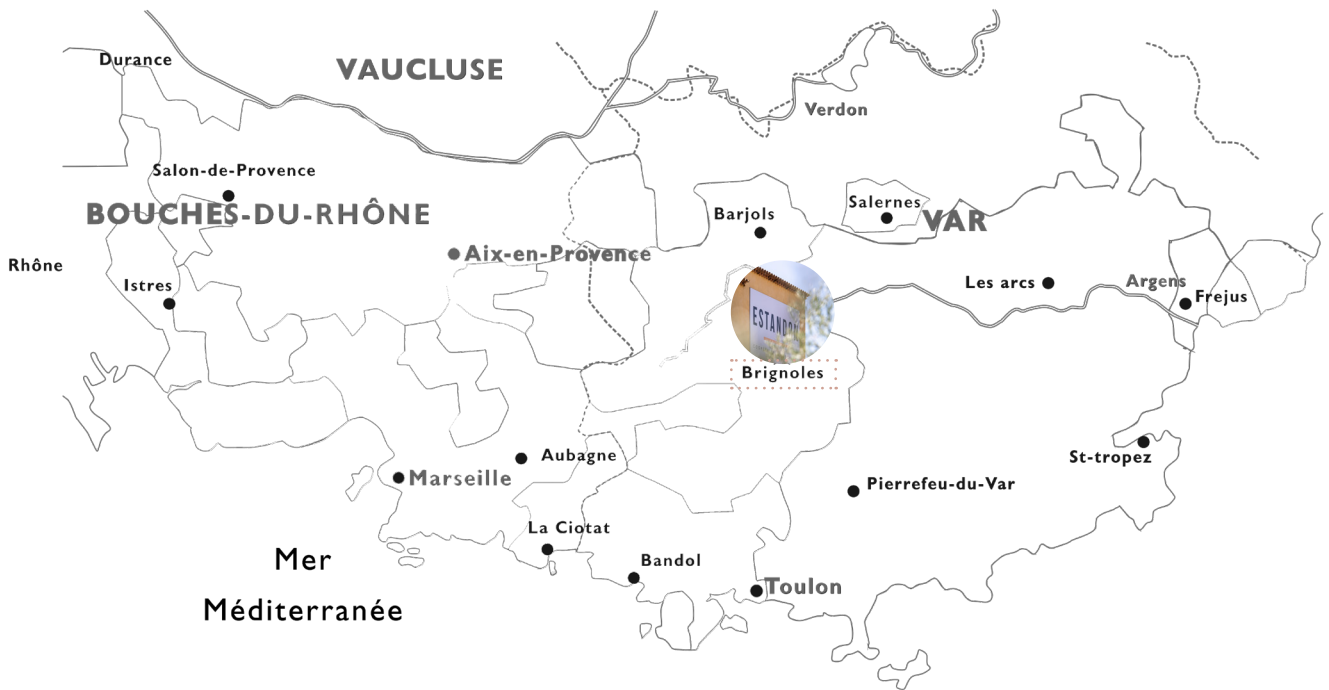 Durance
VAUCLUSE
Verdon
Salon-de-Provence
BOUCHES-DU-RHÔNE
Barjols
Salernes
VAR
Rhône
Aix-en-Provence
Istres
Les arcs
Argens
Frejus
Brignoles
Aubagne
St-tropez
Marseille
Pierrefeu-du-Var
La Ciotat
Mer
Méditerranée
Bandol
Toulon